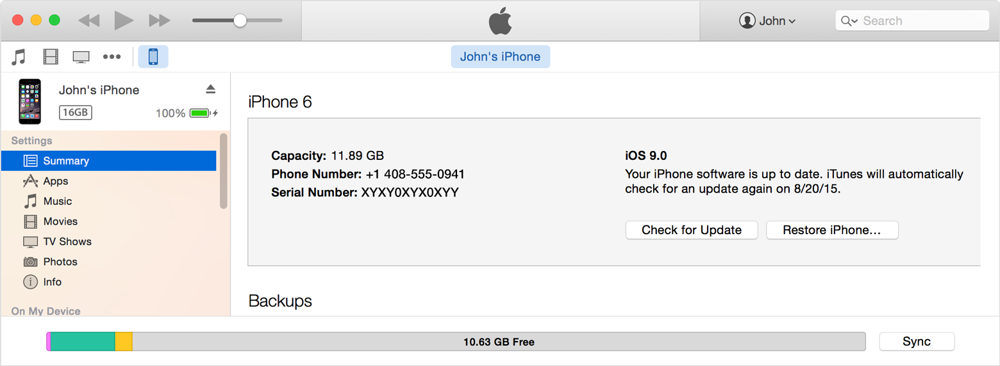 John
Search
John's iPhone
John's iPhone
16GB
100%
Settings
Summary
Apps
Music
Movies
TV Shows
Photos
Info
On My Device
iPhone 6
Capacity: 11.89 GB
Phone Number: +1 408-555-0941
Serial Number: XYXY0XYX0XYY
iOS 9.0
Your iPhone software is up to date. iTunes will automatically
check for an update again on 8/20/15.
Check for Update
Restore iPhone...
Backups
10.63 GB Free
Sync